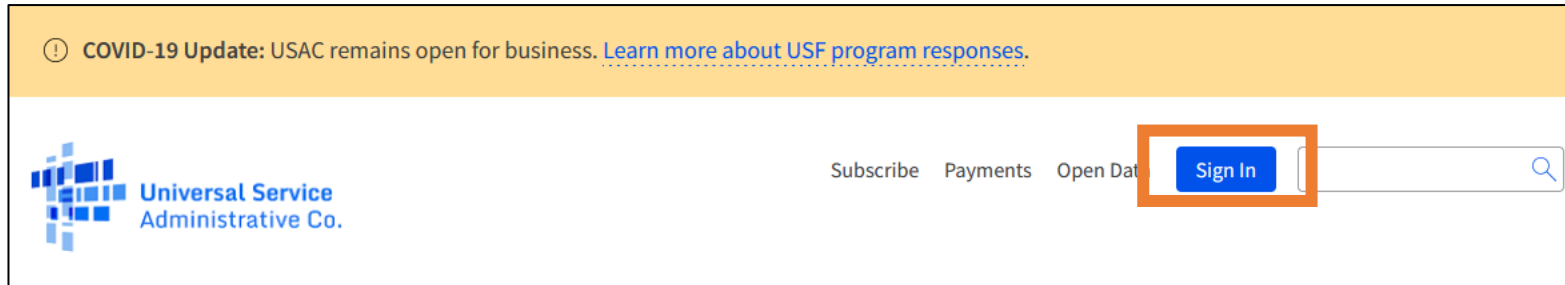 COVID-19 Update: USAC remains open for business. Learn more about USF program responses.
Subscribe Payments Open Dat Sign In
Universal Service
Administrative Co.